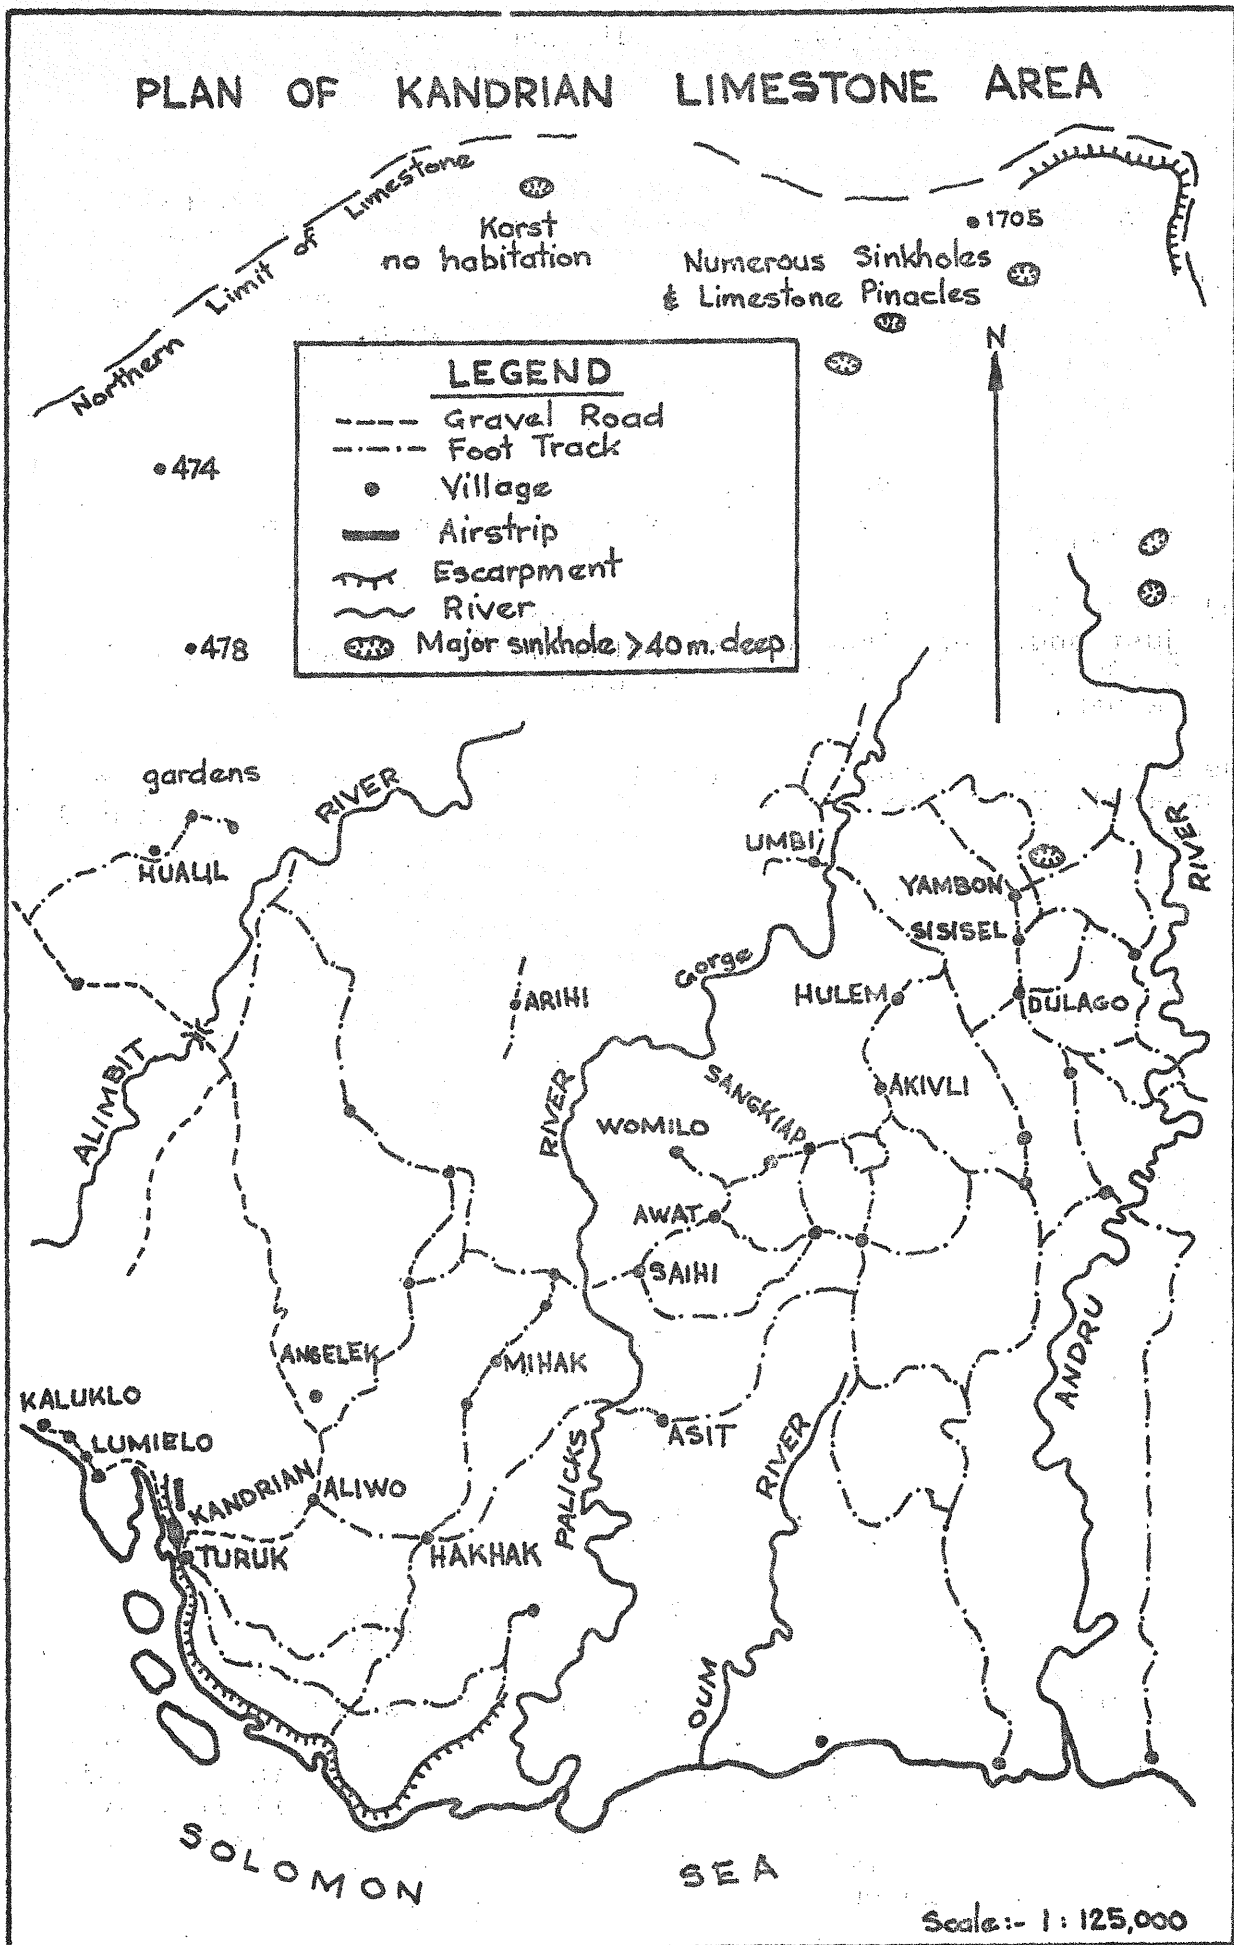 PLAN OF KANDRIAN LIMESTONE AREA
Northern Limit of Limestone
Karst
no habitation
1705
Numerous Sinkholes
& Limestone Pinacles
N
LEGEND
Gravel Road
Foot Track
Village
Airstrip
Escarpment
River
Major sinkhole >40m. deep
474
478
gardens
RIVER
HUALIL
UMBI
YAMBON
RIVER
SISISEL
Gorge
HULEM
DULAGO
ARIHI
ALIMBIT
RIVER
SANGKIAP
AKIVLI
WOMILO
AWAT
SAIHI
ANGELEK
MIHAK
ANDRU
KALUKLO
LUMIELO
ASIT
KANDRIAN
ALIWO
PALICKS
RIVER
TURUK
HAKHAK
OUM
SOLOMON SEA
Scale:- 1 : 125,000